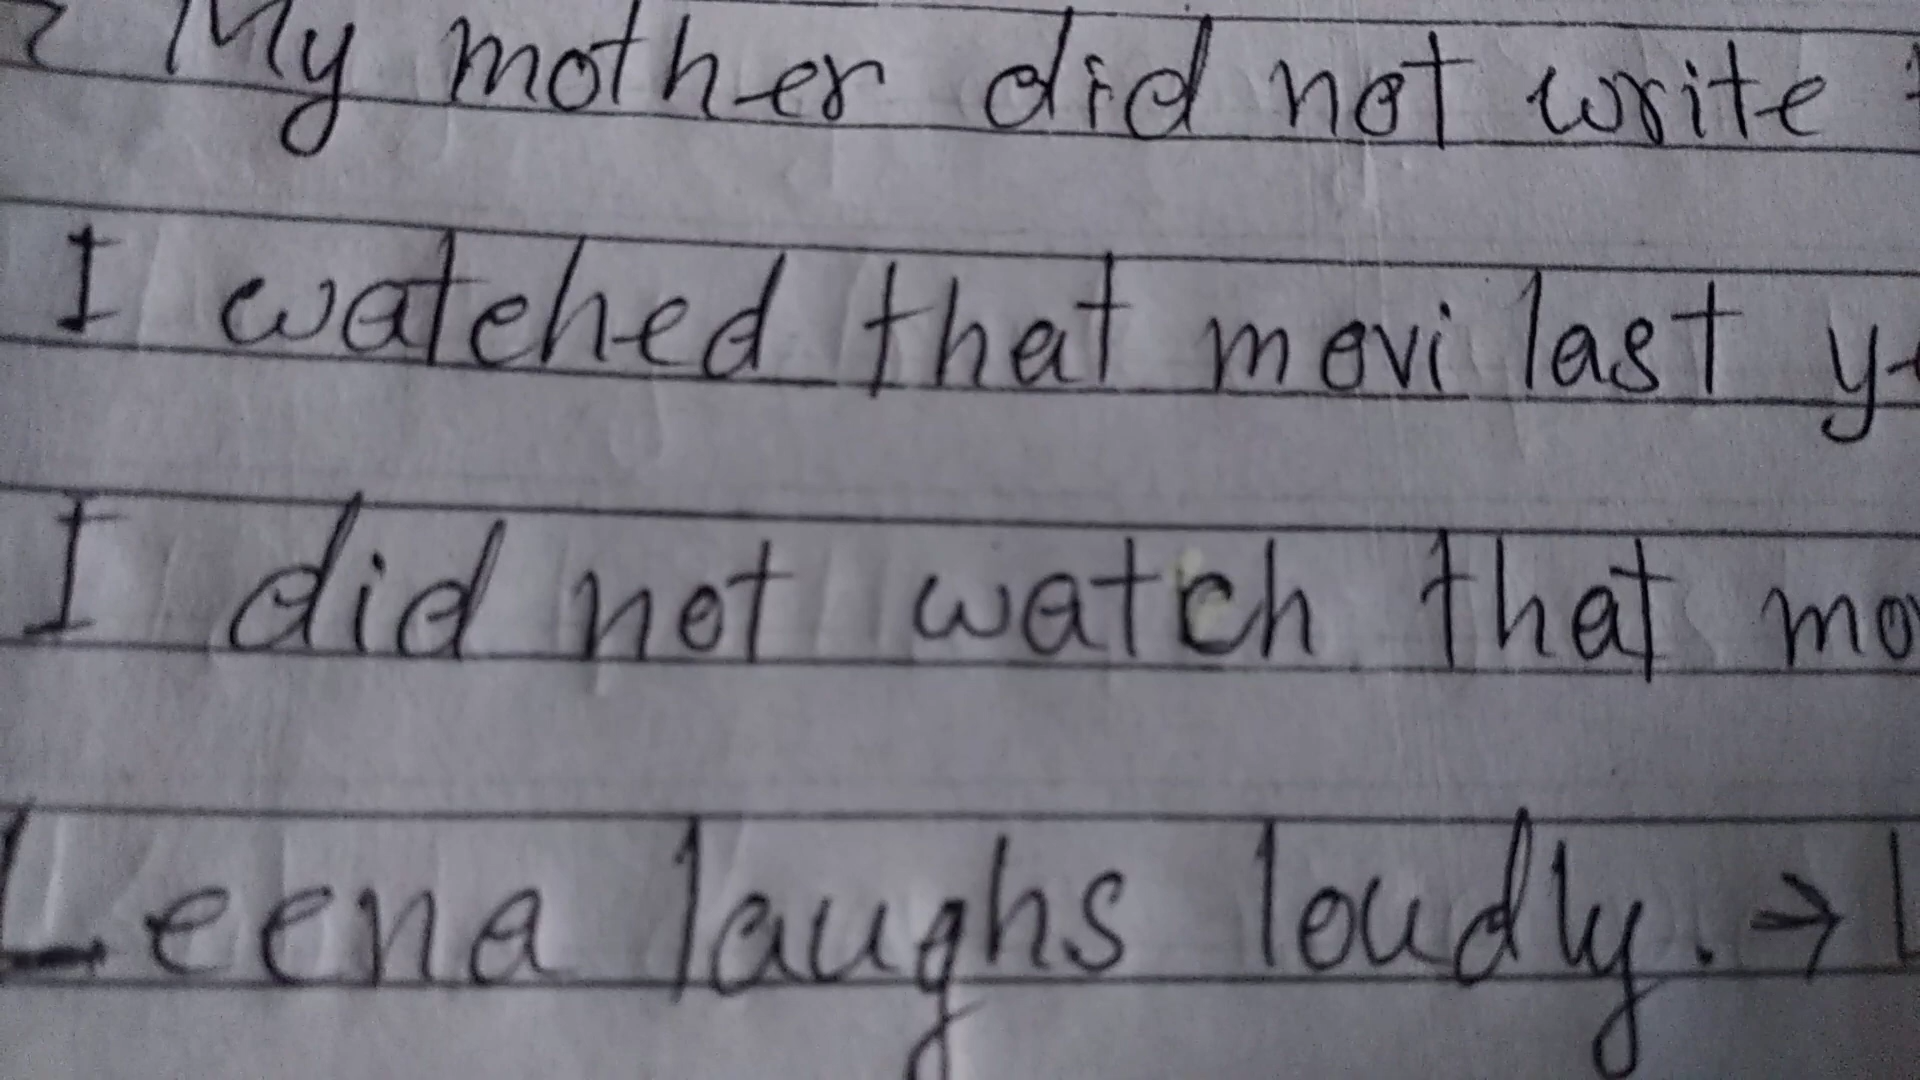 My mother did not write
I watched that movi last
I did not watch that
Leena laughs loudly. →